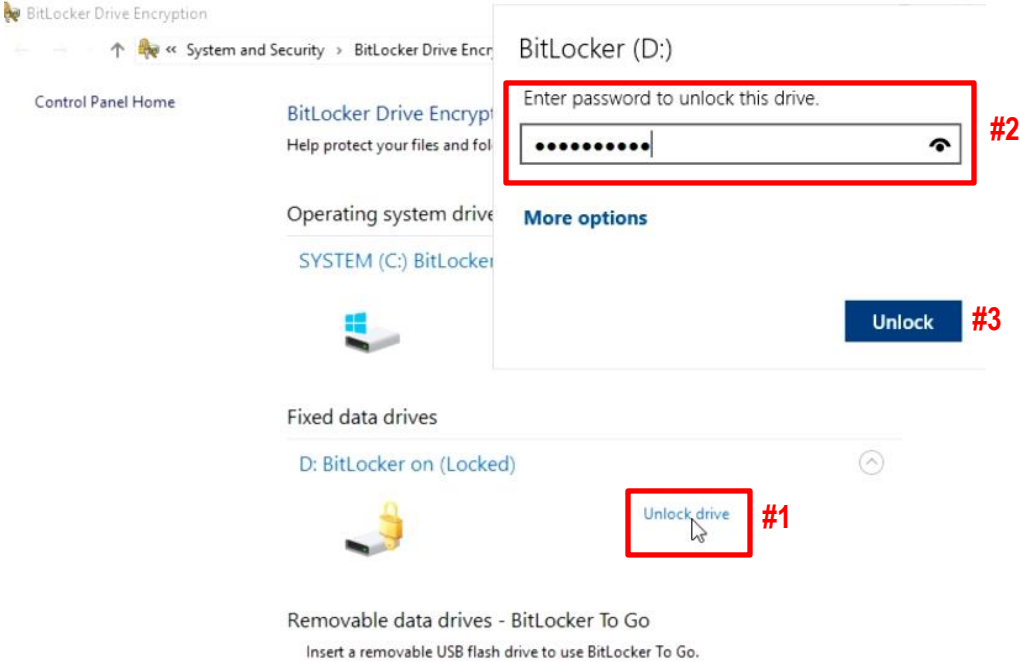 BitLocker Drive Encryption
« System and Security › BitLocker Drive Encr
Control Panel Home
BitLocker Drive Encrypt
Help protect your files and fol
Operating system drive
SYSTEM (C:) BitLocker
BitLocker (D:)
Enter password to unlock this drive.
●●●●●●●●●●
#2
More options
Unlock
#3
Fixed data drives
D: BitLocker on (Locked)
Unlock drive
#1
Removable data drives - BitLocker To Go
Insert a removable USB flash drive to use BitLocker To Go.